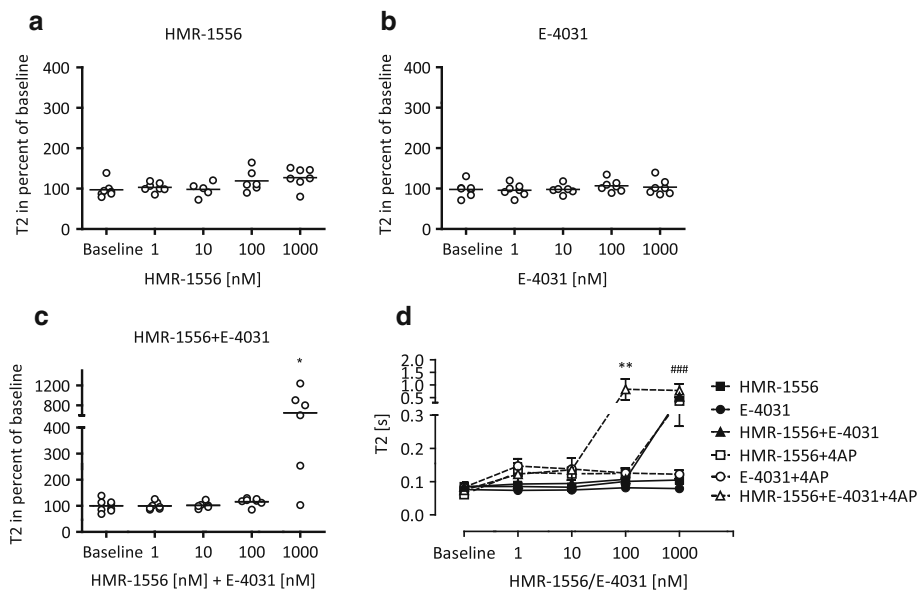 a
HMR-1556
T2 in percent of baseline
400
300
200
100
0
Baseline 1 10 100 1000
HMR-1556 [nM]
b
E-4031
T2 in percent of baseline
400
300
200
100
0
Baseline 1 10 100 1000
E-4031 [nM]
c
HMR-1556+E-4031
T2 in percent of baseline
*
1200
800
400
300
200
100
0
Baseline 1 10 100 1000
HMR-1556 [nM] + E-4031 [nM]
d
T2 [s]
2.0
1.5
1.0
0.5
0.3
0.2
0.1
0.0
**
###
Baseline 1 10 100 1000
HMR-1556/E-4031 [nM]
HMR-1556
E-4031
HMR-1556+E-4031
HMR-1556+4AP
E-4031+4AP
HMR-1556+E-4031+4AP